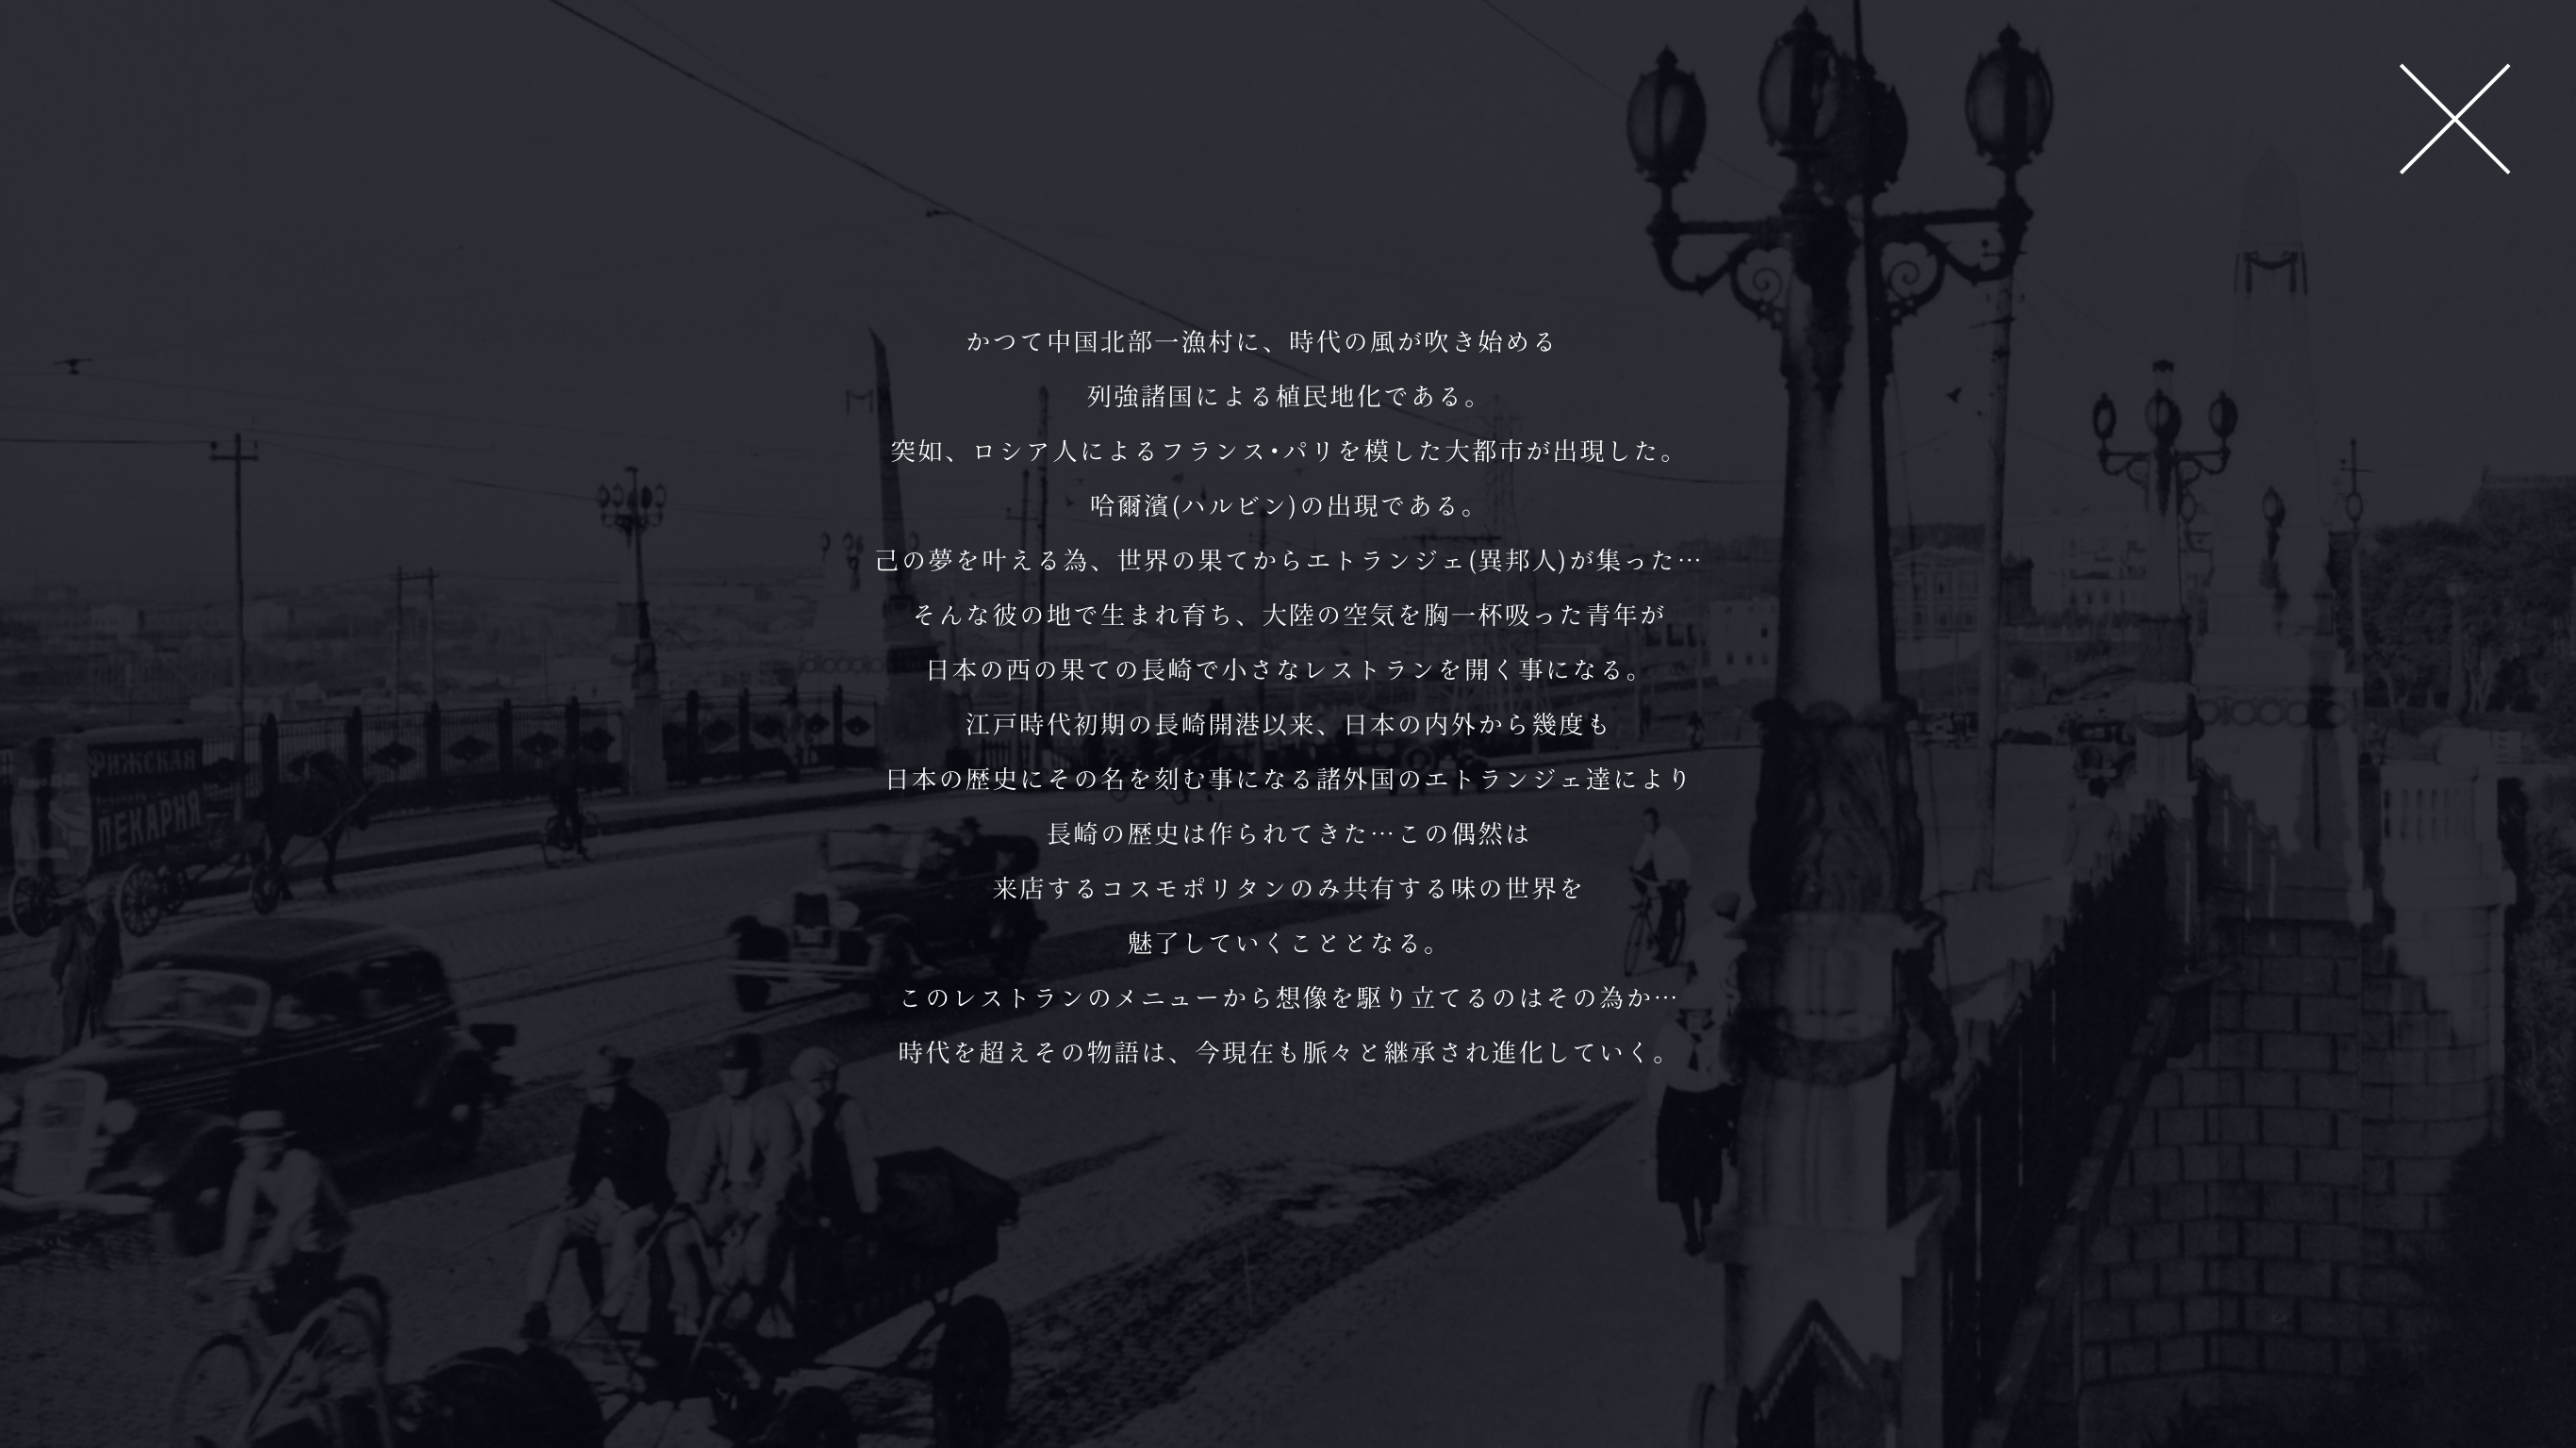 かつて中国北部一漁村に、時代の風が吹き始める
列強諸国による植民地化である。
突如、ロシア人によるフランス・パリを模した大都市が出現した。
哈爾濱(ハルビン)の出現である。
己の夢を叶える為、世界の果てからエトランジェ(異邦人)が集った…
そんな彼の地で生まれ育ち、大陸の空気を胸一杯吸った青年が
日本の西の果ての長崎で小さなレストランを開く事になる。
江戸時代初期の長崎開港以来、日本の内外から幾度も
日本の歴史にその名を刻む事になる諸外国のエトランジェ達により
長崎の歴史は作られてきた…この偶然は
来店するコスモポリタンのみ共有する味の世界を
魅了していくこととなる。
このレストランのメニューから想像を駆り立てるのはその為か…
時代を超えその物語は、今現在も脈々と継承され進化していく。
РИЖСКАЯ
ПЕКАРНЯ